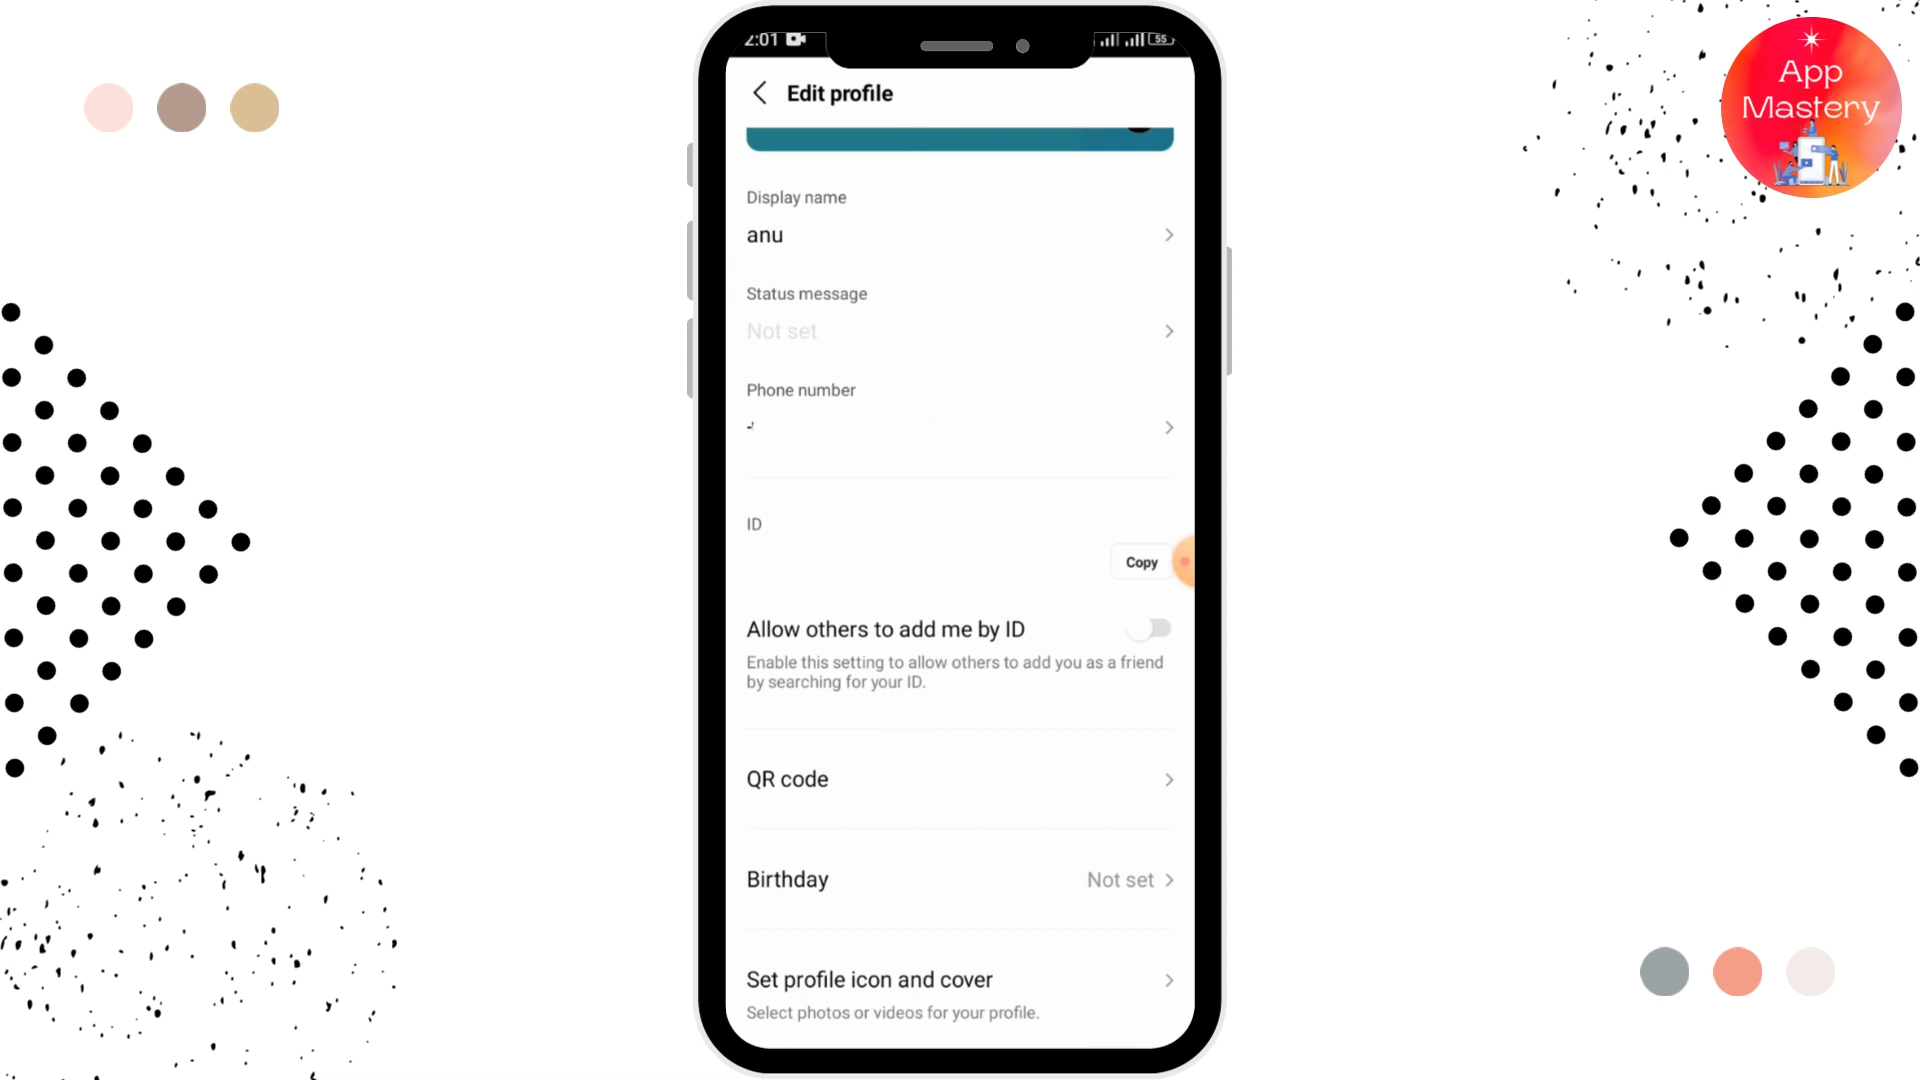 2:01
55
App
Mastery
Edit profile
Display name
anu
Status message
Not set
Phone number
ID
Copy
Allow others to add me by ID
Enable this setting to allow others to add you as a friend
by searching for your ID.
QR code
Birthday
Not set
Set profile icon and cover
Select photos or videos for your profile.